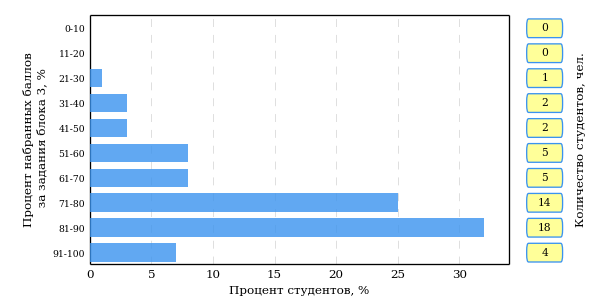 Процент набранных баллов
за задания блока 3, %
0-10 0
11-20 0
21-30 1
31-40 2
41-50 2
51-60 5
61-70 5
71-80 14
81-90 18
91-100 4
0 5 10 15 20 25 30
Процент студентов, %
Количество студентов, чел.